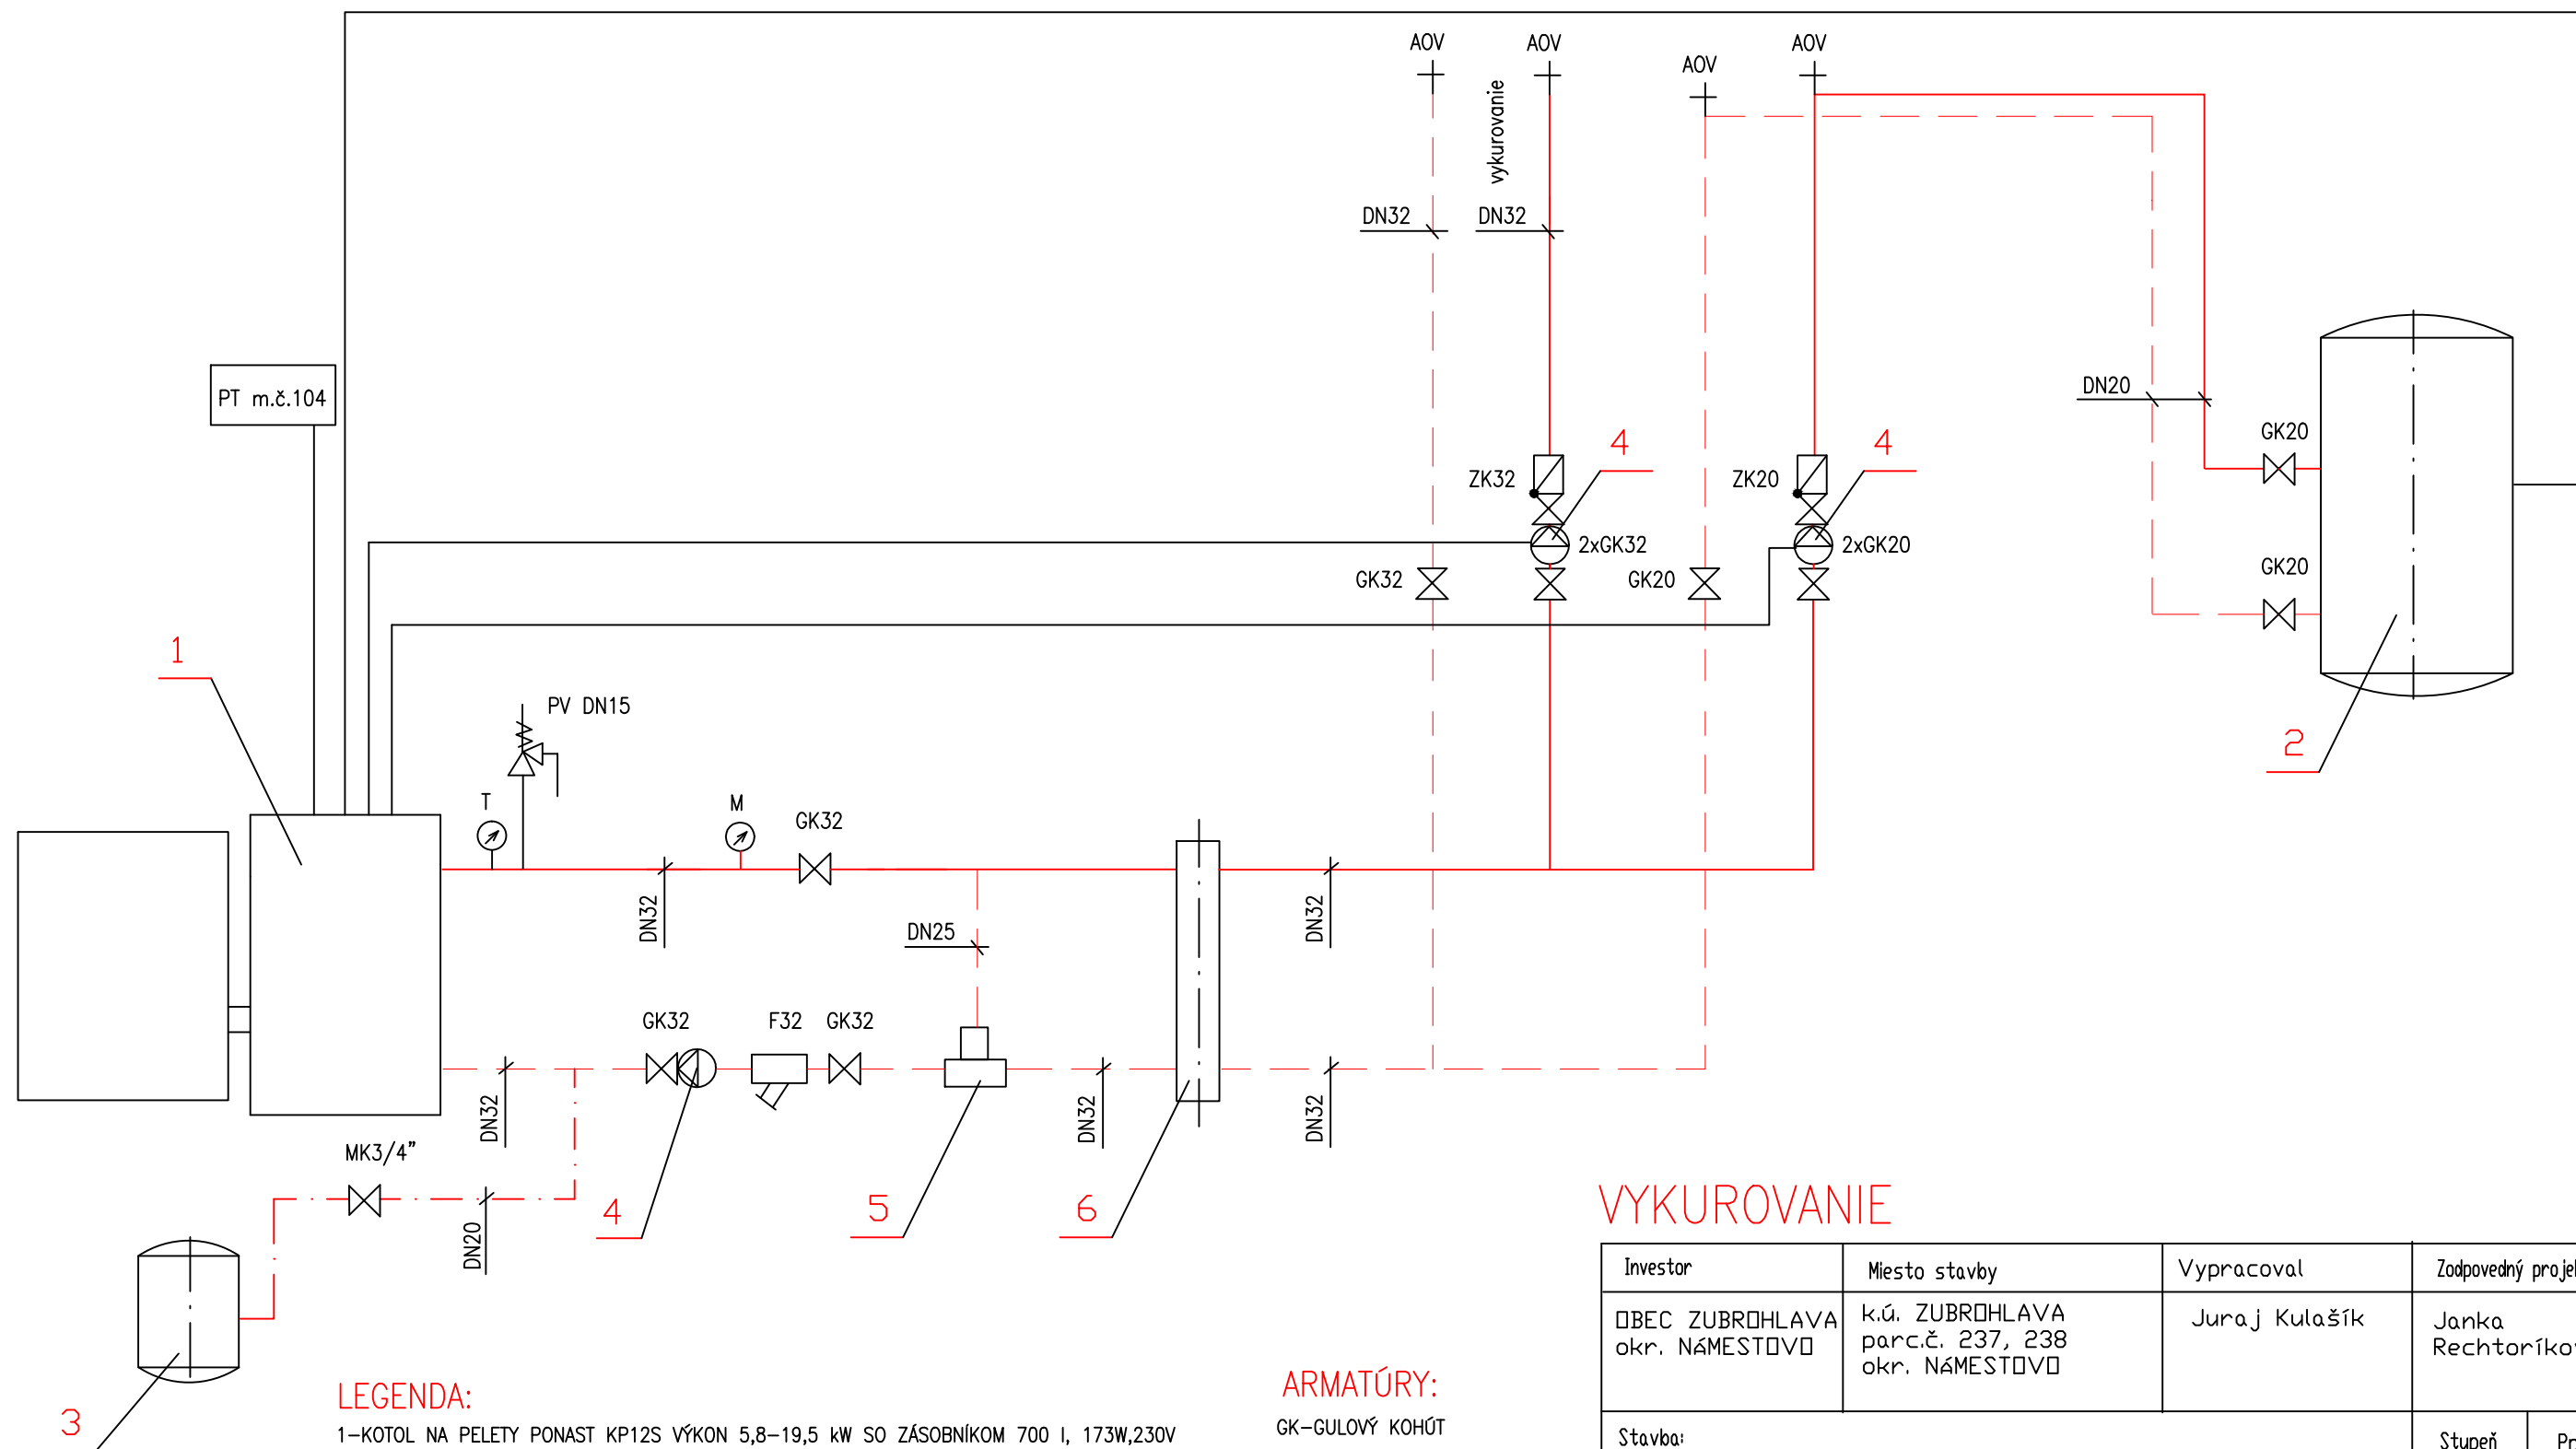 AOV
AOV
AOV
AOV
vykurovanie
DN32
DN32
PT m.č.104
DN20
GK20
4
4
ZK32
ZK20
2xGK32
2xGK20
GK32
GK20
GK20
1
PV DN15
2
T
M
GK32
DN32
DN25
DN32
GK32
F32
GK32
DN32
DN32
DN32
MK3/4"
4
5
6
DN20
3
VYKUROVANIE
Investor
Miesto stavby
Vypracoval
OBEC ZUBROHLAVA
okr. NÁMESTOVO
k.ú. ZUBROHLAVA
parc.č. 237, 238
okr. NÁMESTOVO
Juraj Kulašík
Zodpovedný
Janka
LEGENDA:
1-KOTOL NA PELETY PONAST KP12S VÝKON 5,8-19,5 kW SO ZÁSOBNÍKOM 700 l, 173W,230V
ARMATÚRY:
GK-GULOVÝ KOHÚT
Stavba:
Stupeň